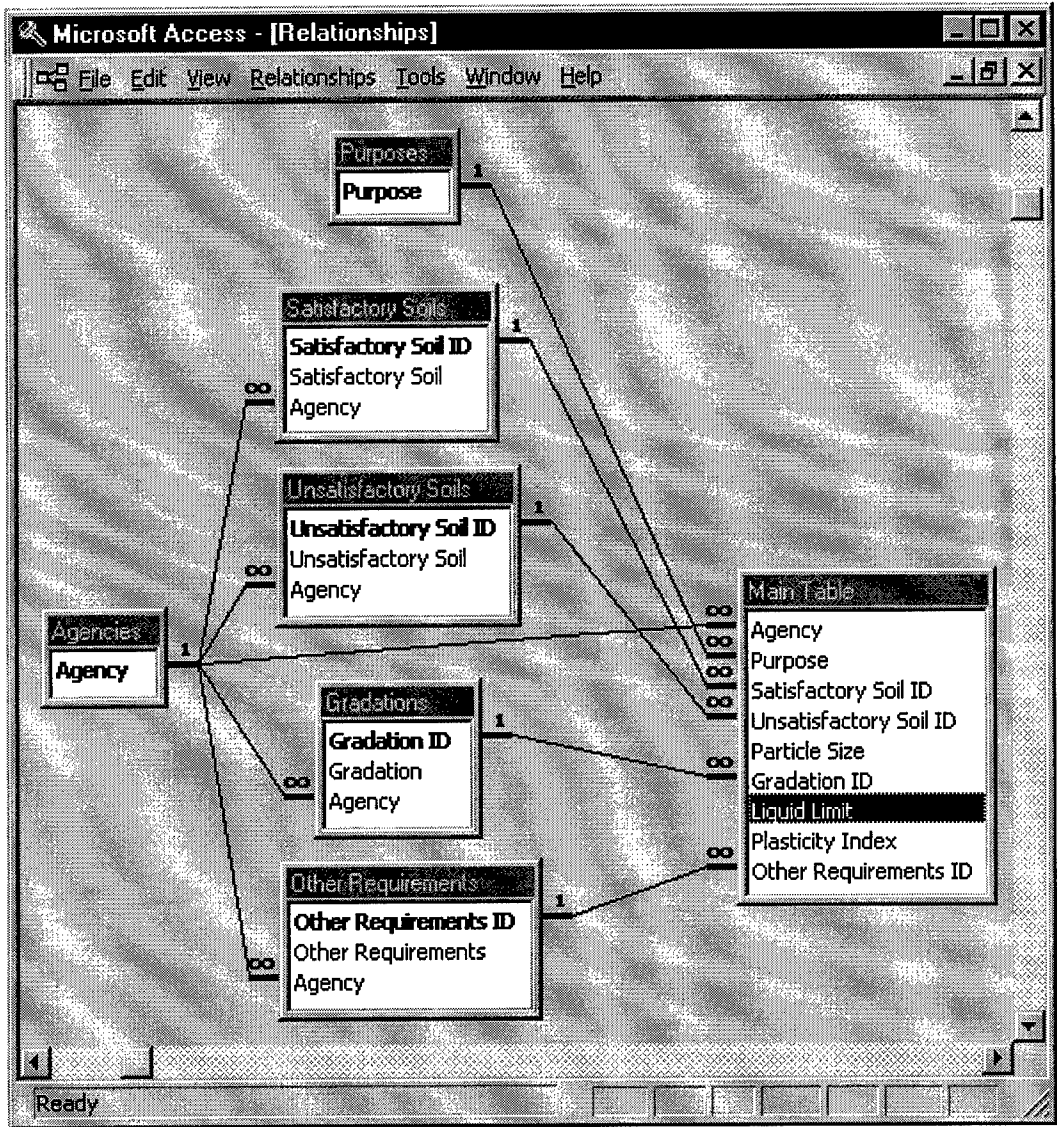 Microsoft Access - [Relationships]
File Edit View Relationships Tools Window Help
Purposes
1
Purpose
Satisfactory Soils
1
Satisfactory Soil ID
Satisfactory Soil
∞
Agency
Unsatisfactory Soils
1
Unsatisfactory Soil ID
Unsatisfactory Soil
∞
Agency
Agencies
1
Agency
Main Table
∞
Agency
∞
Purpose
∞
Satisfactory Soil ID
∞
Unsatisfactory Soil ID
Particle Size
∞
Gradation ID
Liquid Limit
Plasticity Index
∞
Other Requirements ID
Gradations
1
Gradation ID
Gradation
∞
Agency
Other Requirements
1
Other Requirements ID
Other Requirements
∞
Agency
Ready